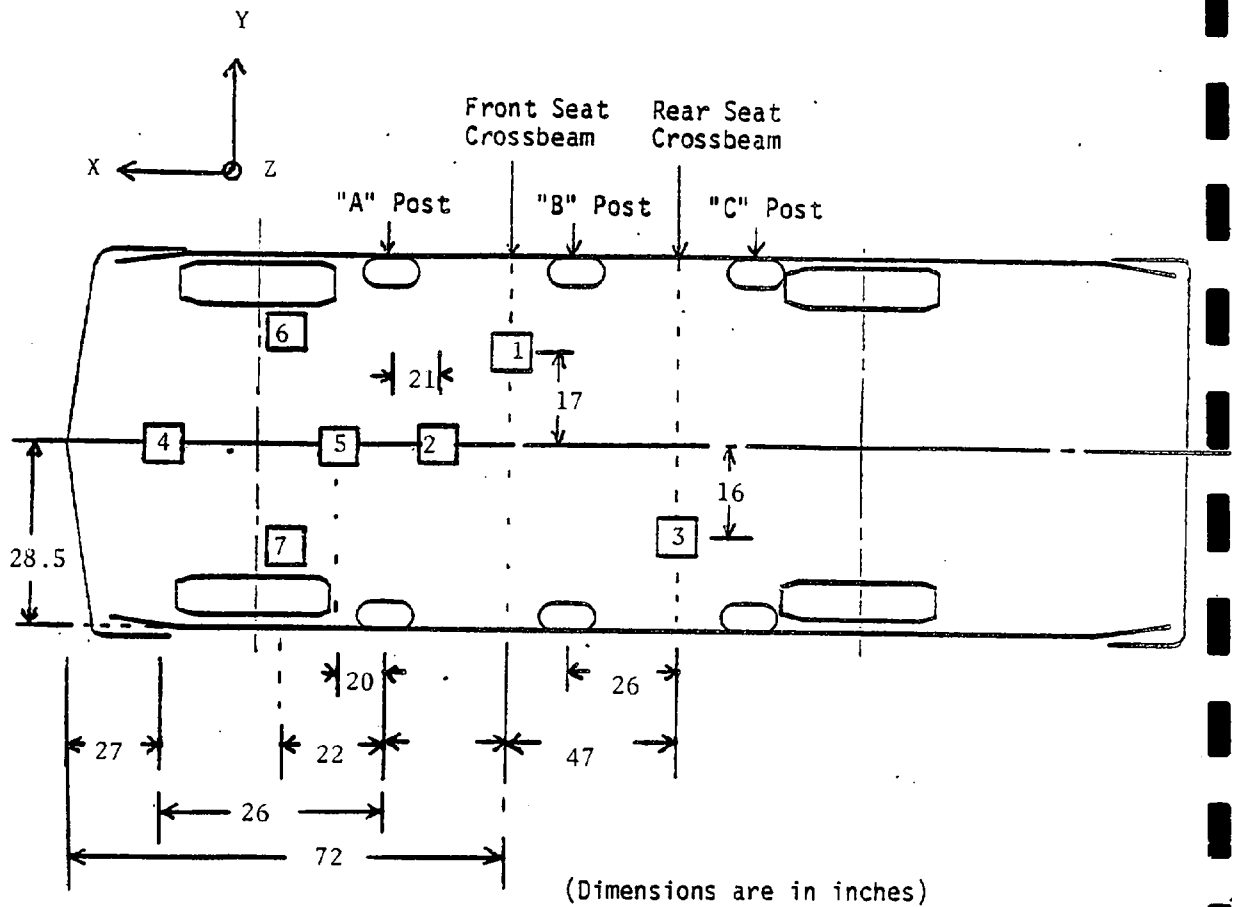 Y
Front Seat
Crossbeam
Rear Seat
Crossbeam
X
Z
"A" Post
"B" Post
"C" Post
6
1
21
17
4
5
2
16
7
3
28.5
20
26
27
22
47
26
72
(Dimensions are in inches)